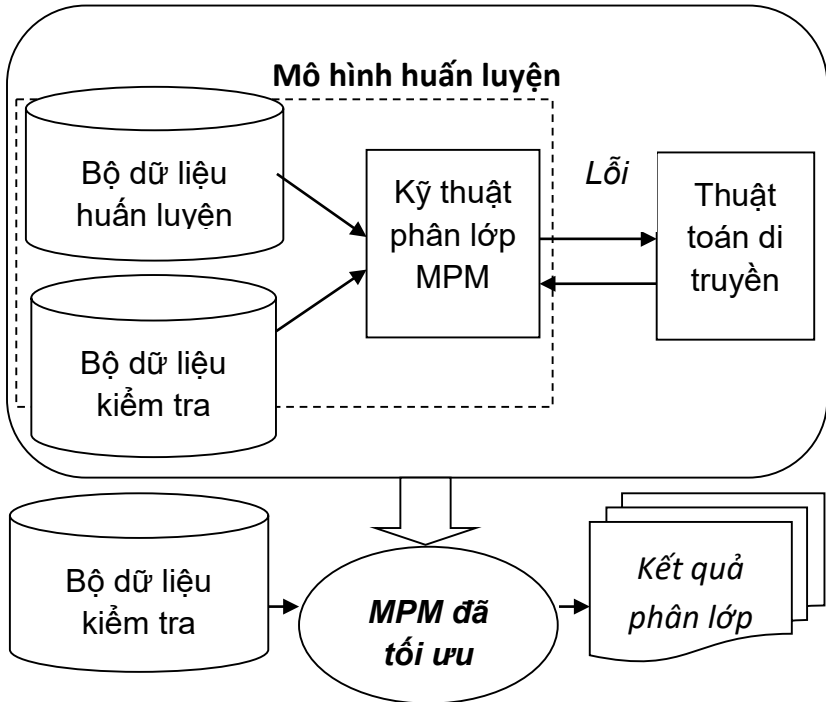 Mô hình huấn luyện
Bộ dữ liệu
huấn luyện
Kỹ thuật
phân lớp
MPM
Lỗi
Thuật
toán di
truyền
Bộ dữ liệu
kiểm tra
Bộ dữ liệu
kiểm tra
MPM đã
tối ưu
Kết quả
phân lớp